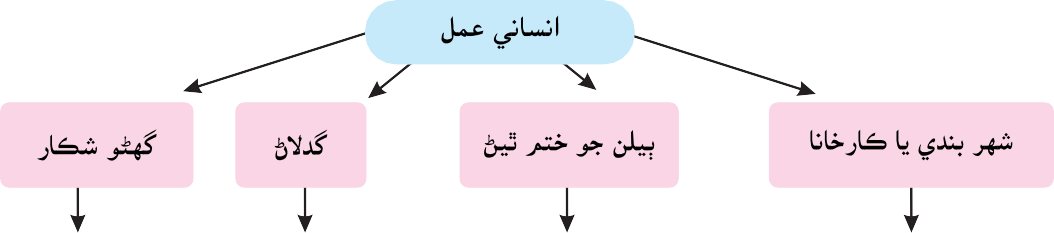 انساني عمل
شهر بندي يا ڪارخانا
ٻيلن جو ختم ٿيڻ
گدلاڻ
گهڻو شڪار